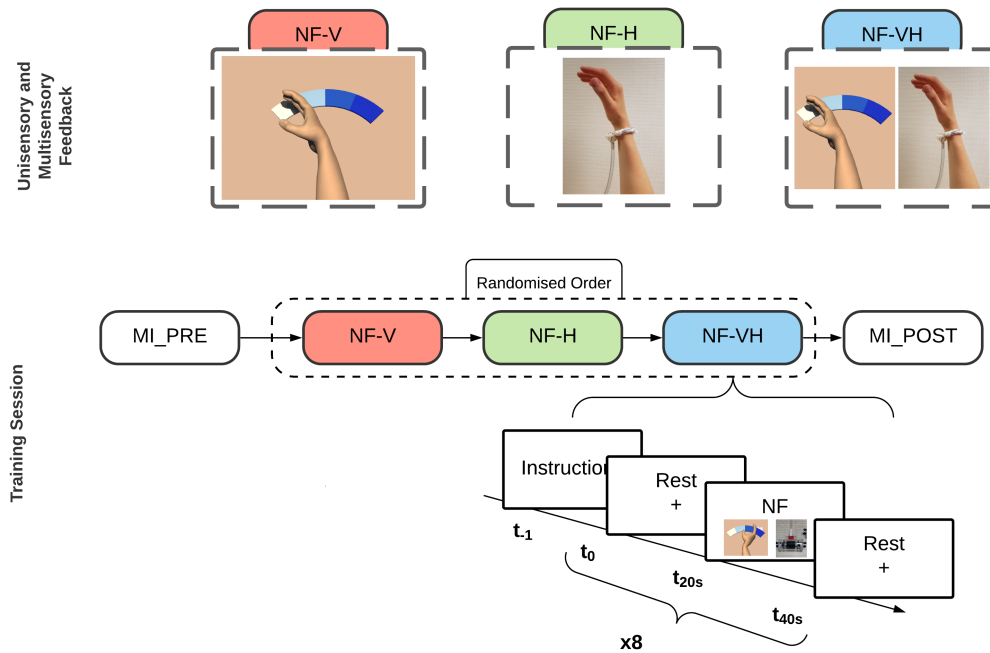 NF-V
NF-H
NF-VH
Unisensory and
Multisensory
Feedback
Randomised Order
MI_PRE
NF-V
NF-H
NF-VH
MI_POST
Training Session
Instruction
Rest
+
NF
Rest
+
t-1
t0
t20s
t40s
x8